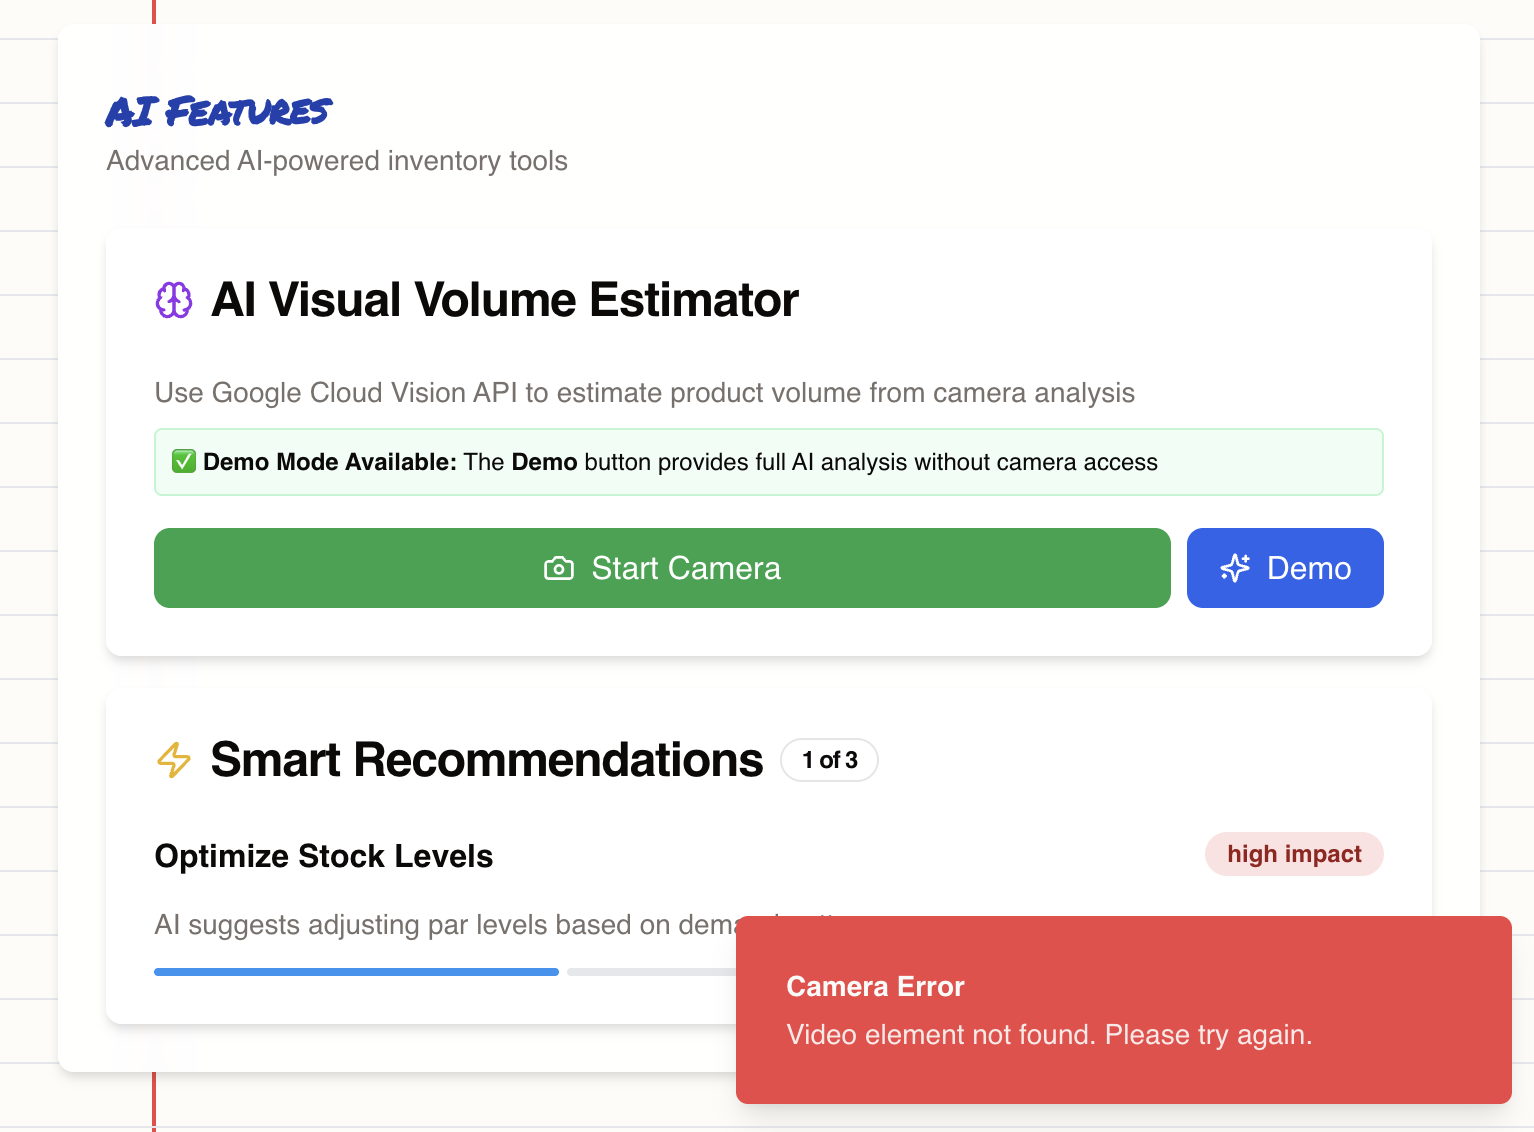 AI Features
Advanced AI-powered inventory tools
AI Visual Volume Estimator
Use Google Cloud Vision API to estimate product volume from camera analysis
✅ Demo Mode Available: The Demo button provides full AI analysis without camera access
Start Camera
Demo
Smart Recommendations
1 of 3
Optimize Stock Levels
high impact
AI suggests adjusting par levels based on
Camera Error
Video element not found. Please try again.